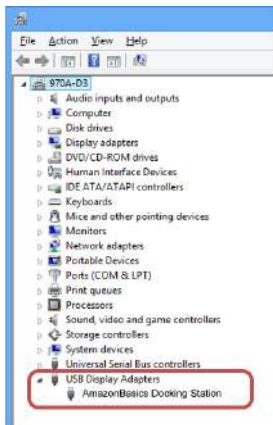 File Action View Help
970A-D3
Audio inputs and outputs
Computer
Disk drives
Display adapters
DVD/CD-ROM drives
Human Interface Devices
IDE ATA/ATAPI controllers
Keyboards
Mice and other pointing devices
Monitors
Network adapters
Portable Devices
Ports (COM & LPT)
Print queues
Processors
Sound, video and game controllers
Storage controllers
System devices
Universal Serial Bus controllers
USB Display Adapters
AmazonBasics Docking Station